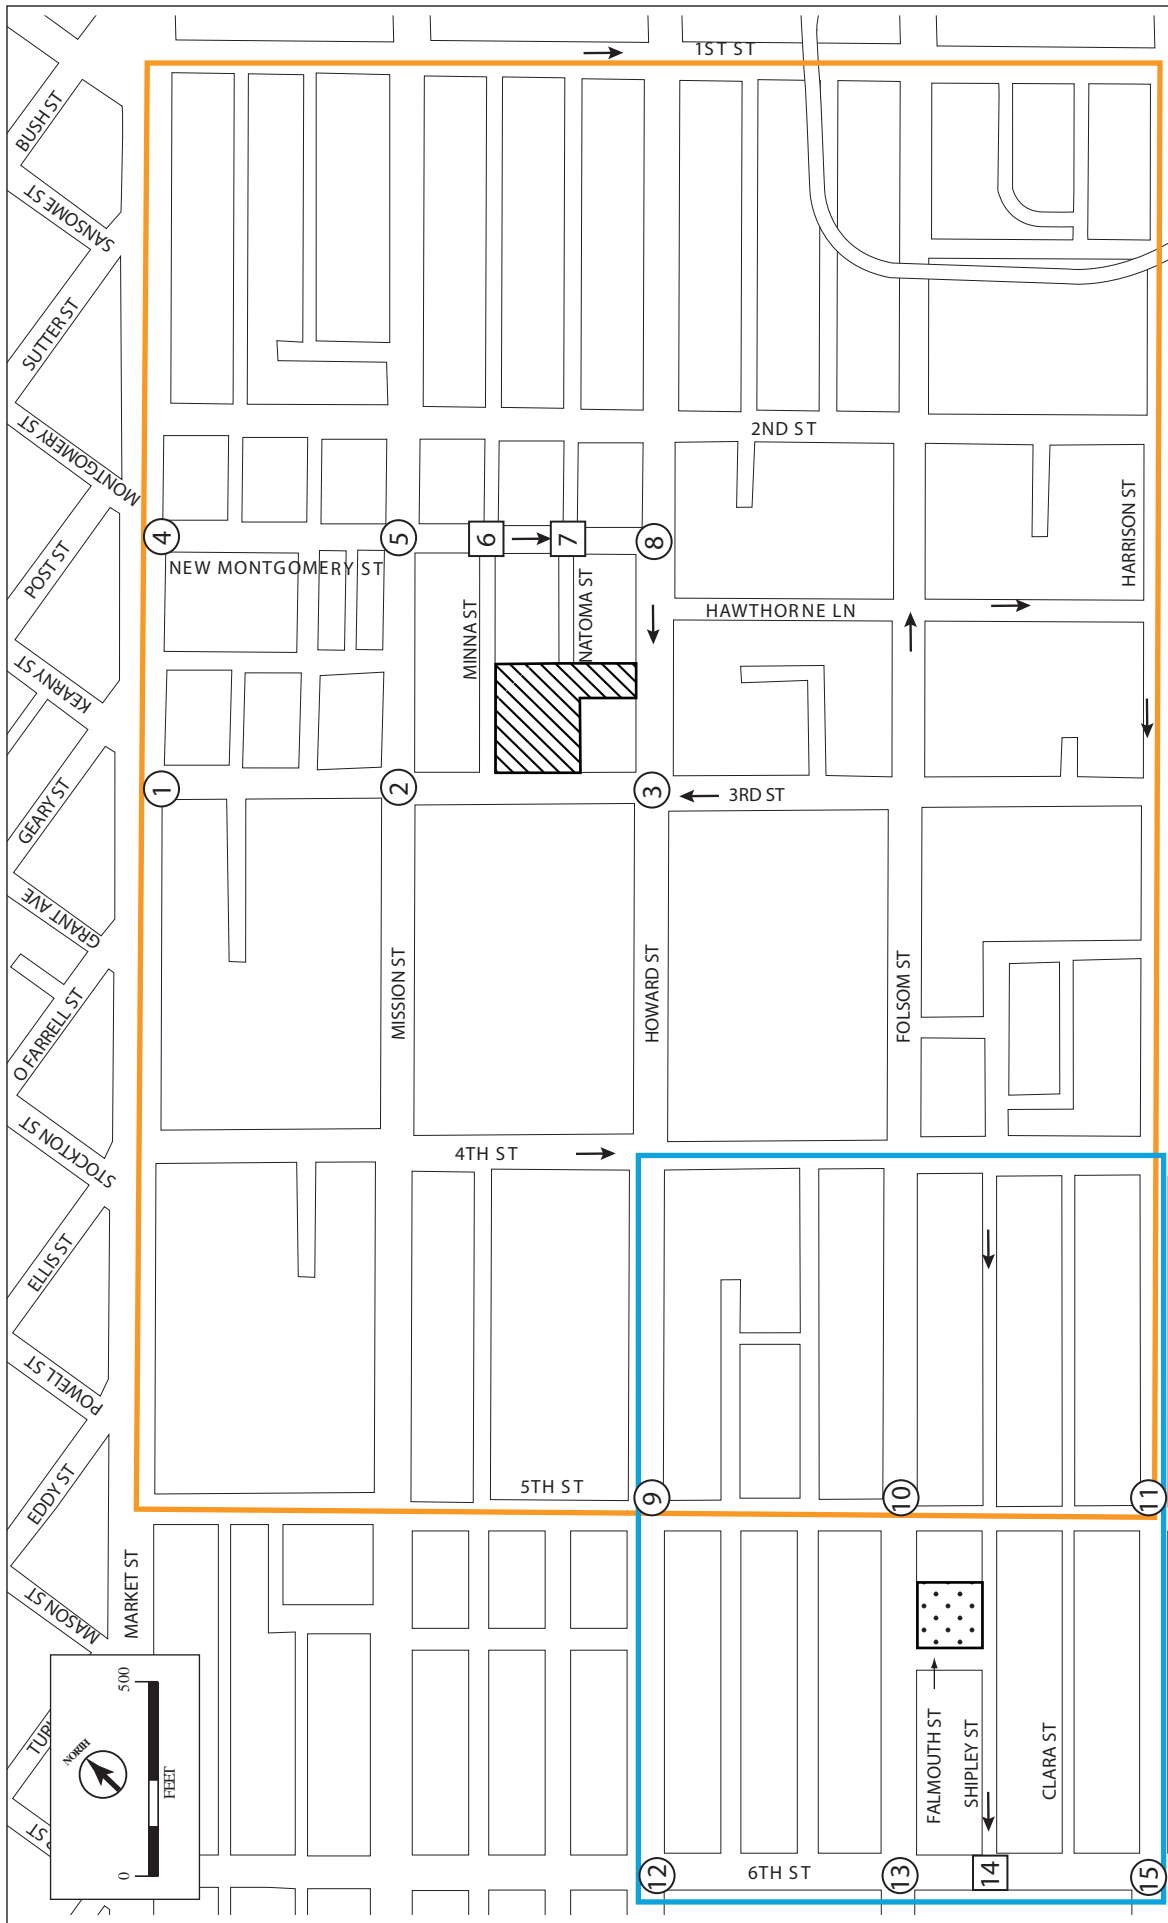 1ST ST
BUSH ST
SANSOME ST
SUTTER ST
MONTGOMERY ST
2ND ST
POST ST
4
5
6
7
8
HARRISON ST
NEW MONTGOMERY ST
MINNA ST
NATOMA ST
HAWTHORNE LN
KEARNY ST
1
2
3
3RD ST
GEARY ST
GRANT AVE
MISSION ST
HOWARD ST
FOLSOM ST
O FARRELL ST
STOCKTON ST
4TH ST
ELLIS ST
POWELL ST
5TH ST
9
10
11
EDDY ST
MASON ST
MARKET ST
FALMOUTH ST
SHIPLEY ST
CLARA ST
6TH ST
12
13
14
15
NORTH
0
500
FEET